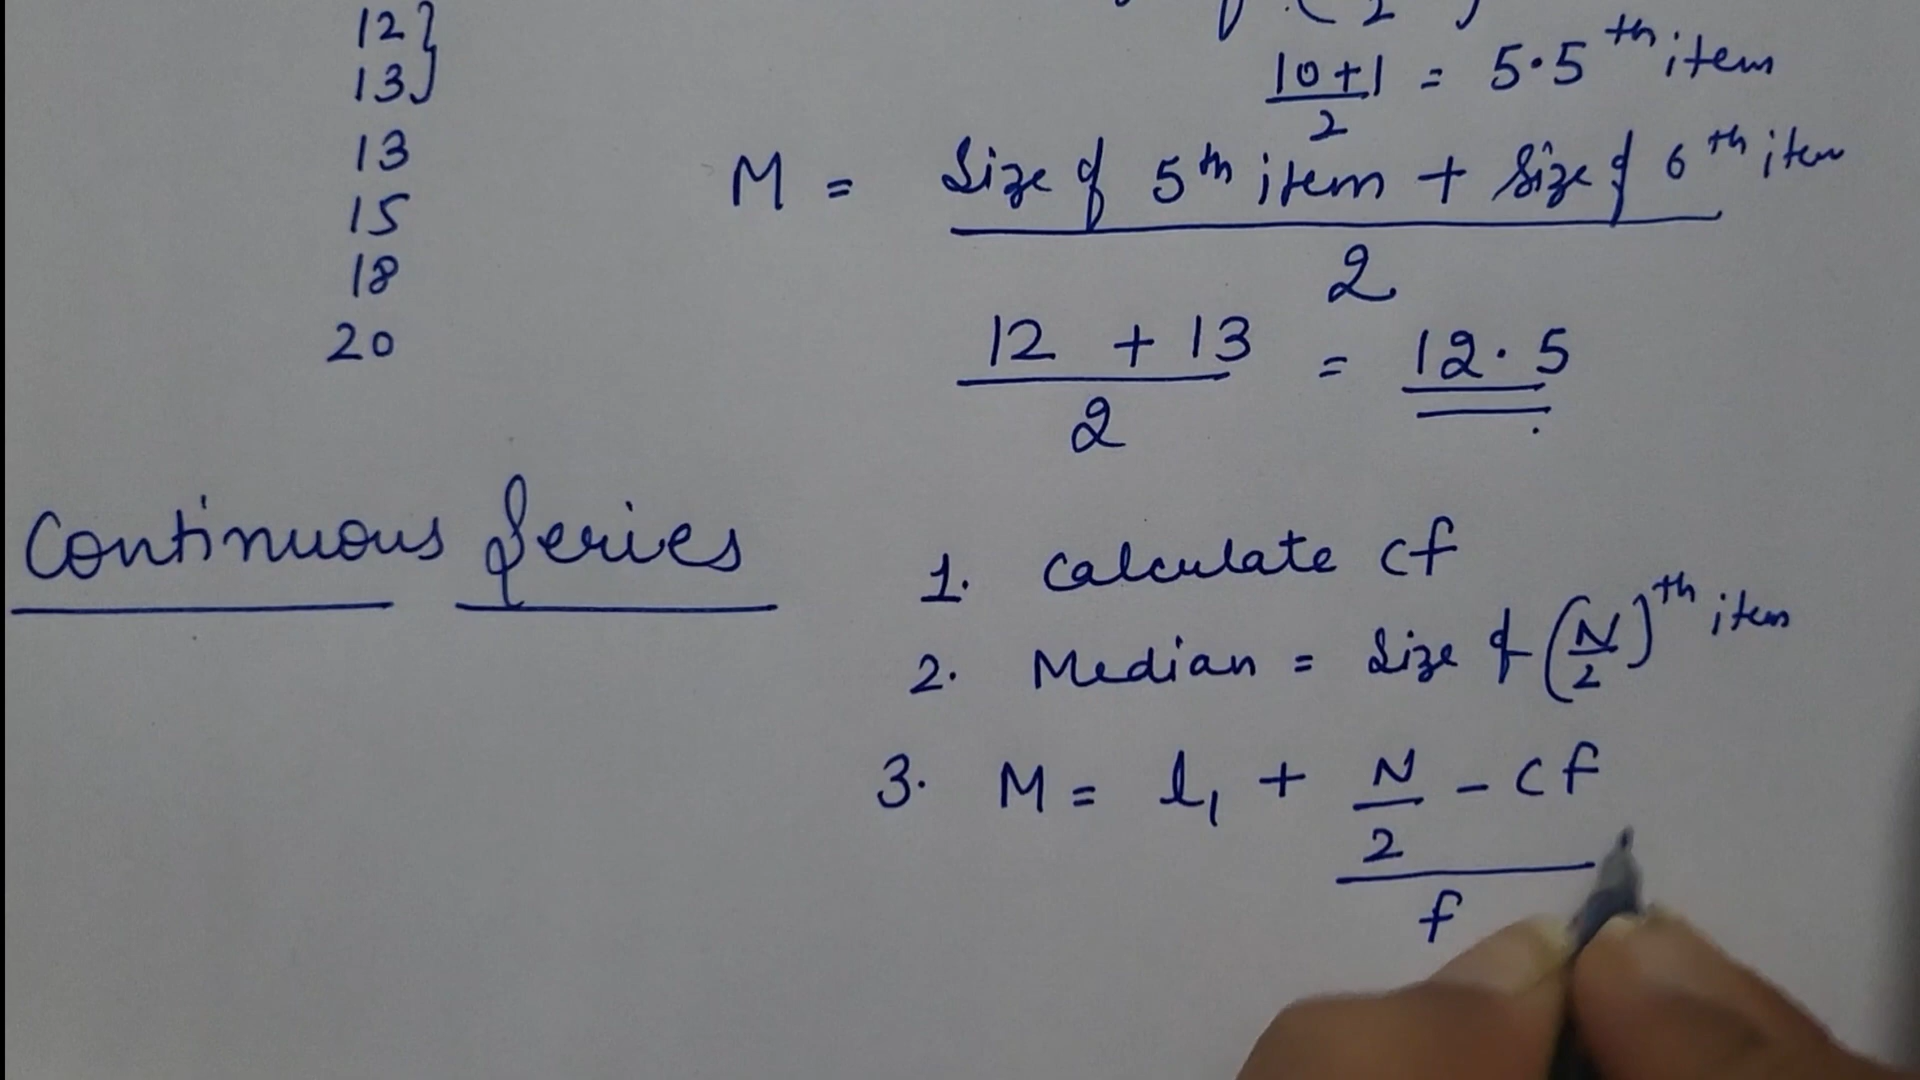 12}
13}
13
15
18
20
10+1/2 = 5.5th item
M = Size of 5th item + Size of 6th item / 2
12 + 13 / 2 = 12.5
Continuous Series
1. Calculate cf
2. Median = Size of (N/2)th item
3. M = l₁ + N/2 - cf / f